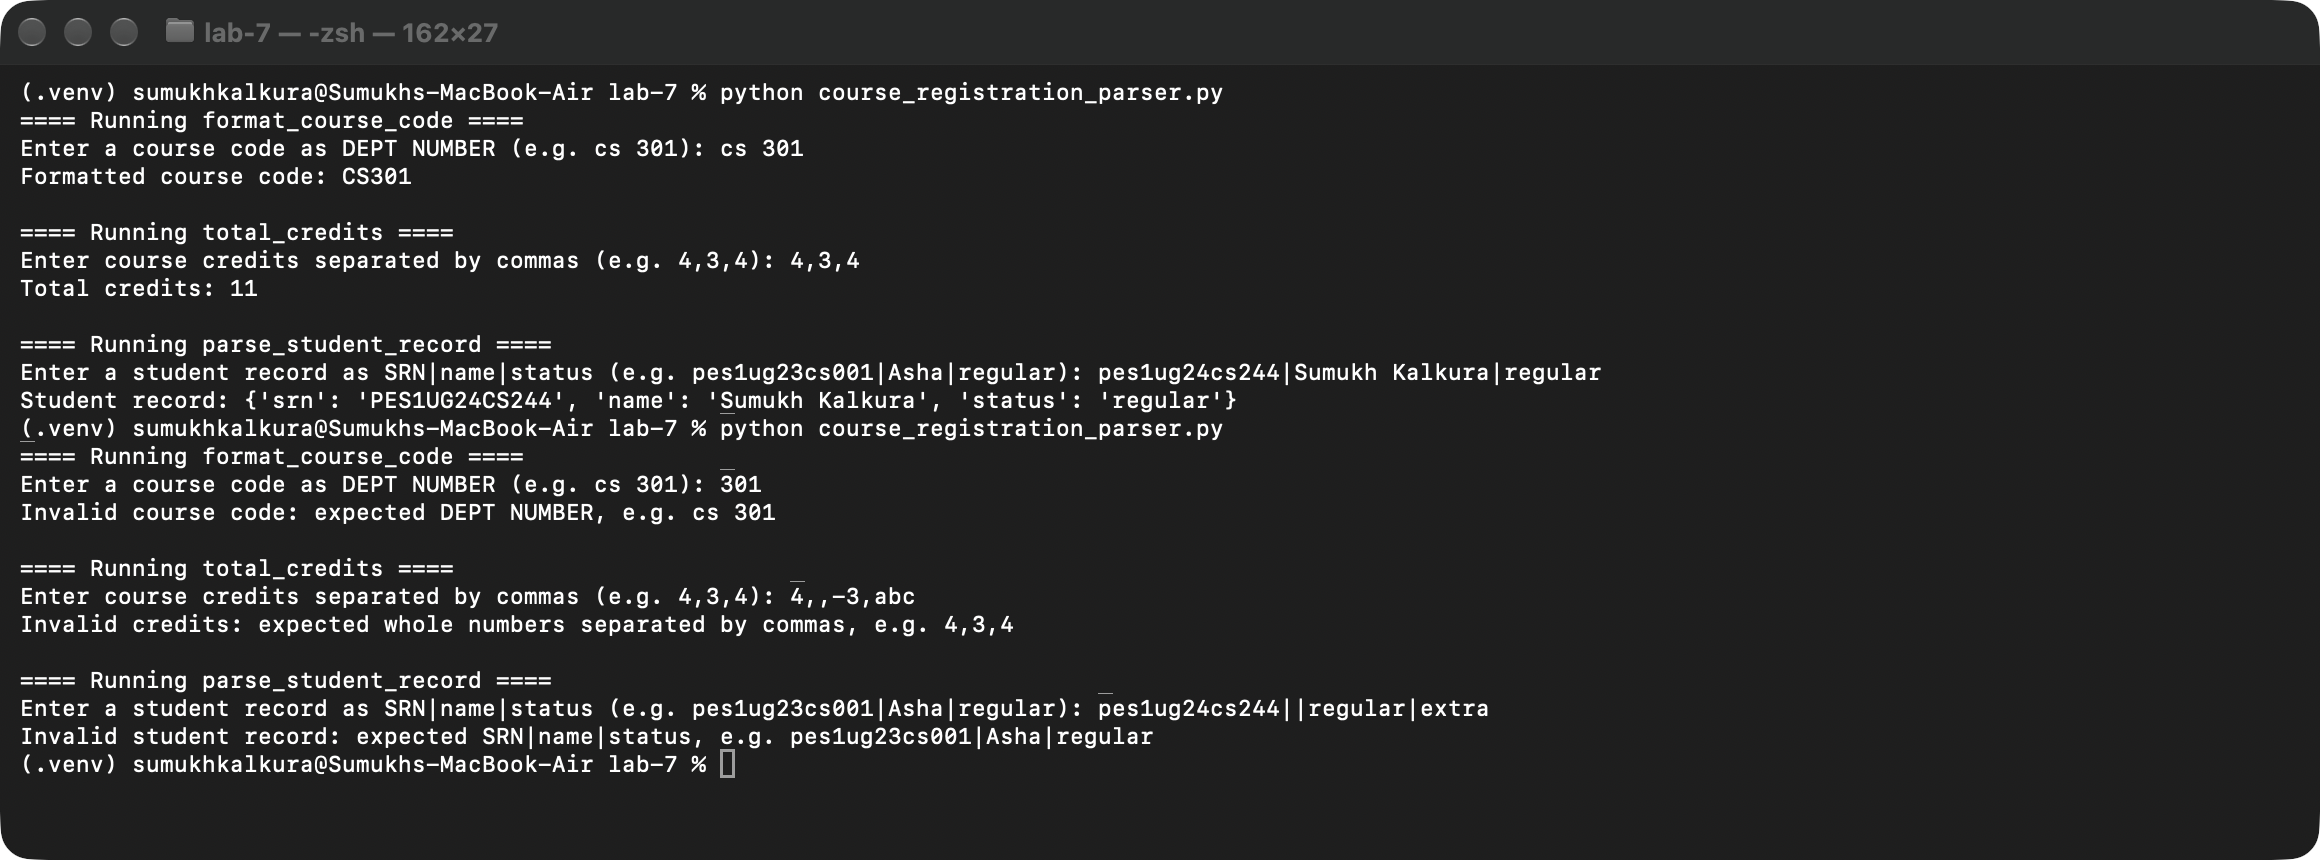 lab-7 — -zsh — 162×27
(.venv) sumukhkalkura@Sumukhs-MacBook-Air lab-7 % python course_registration_parser.py
==== Running format_course_code ====
Enter a course code as DEPT NUMBER (e.g. cs 301): cs 301
Formatted course code: CS301
==== Running total_credits ====
Enter course credits separated by commas (e.g. 4,3,4): 4,3,4
Total credits: 11
==== Running parse_student_record ====
Enter a student record as SRN|name|status (e.g. pes1ug23cs001|Asha|regular): pes1ug24cs244|Sumukh Kalkura|regular
Student record: {'srn': 'PES1UG24CS244', 'name': 'Sumukh Kalkura', 'status': 'regular'}
(.venv) sumukhkalkura@Sumukhs-MacBook-Air lab-7 % python course_registration_parser.py
==== Running format_course_code ====
Enter a course code as DEPT NUMBER (e.g. cs 301): 301
Invalid course code: expected DEPT NUMBER, e.g. cs 301
==== Running total_credits ====
Enter course credits separated by commas (e.g. 4,3,4): 4,,-3,abc
Invalid credits: expected whole numbers separated by commas, e.g. 4,3,4
==== Running parse_student_record ====
Enter a student record as SRN|name|status (e.g. pes1ug23cs001|Asha|regular): pes1ug24cs244||regular|extra
Invalid student record: expected SRN|name|status, e.g. pes1ug23cs001|Asha|regular
(.venv) sumukhkalkura@Sumukhs-MacBook-Air lab-7 %